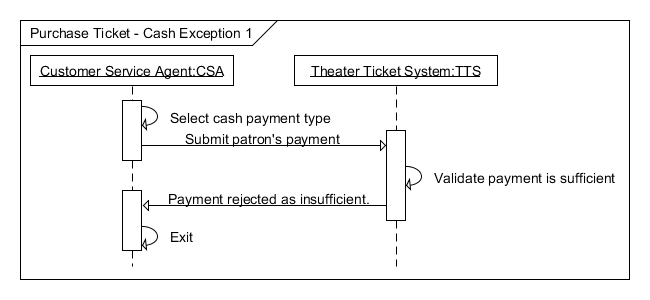 Purchase Ticket - Cash Exception 1
Customer Service Agent:CSA
Theater Ticket System:TTS
Select cash payment type
Submit patron's payment
Validate payment is sufficient
Payment rejected as insufficient.
Exit